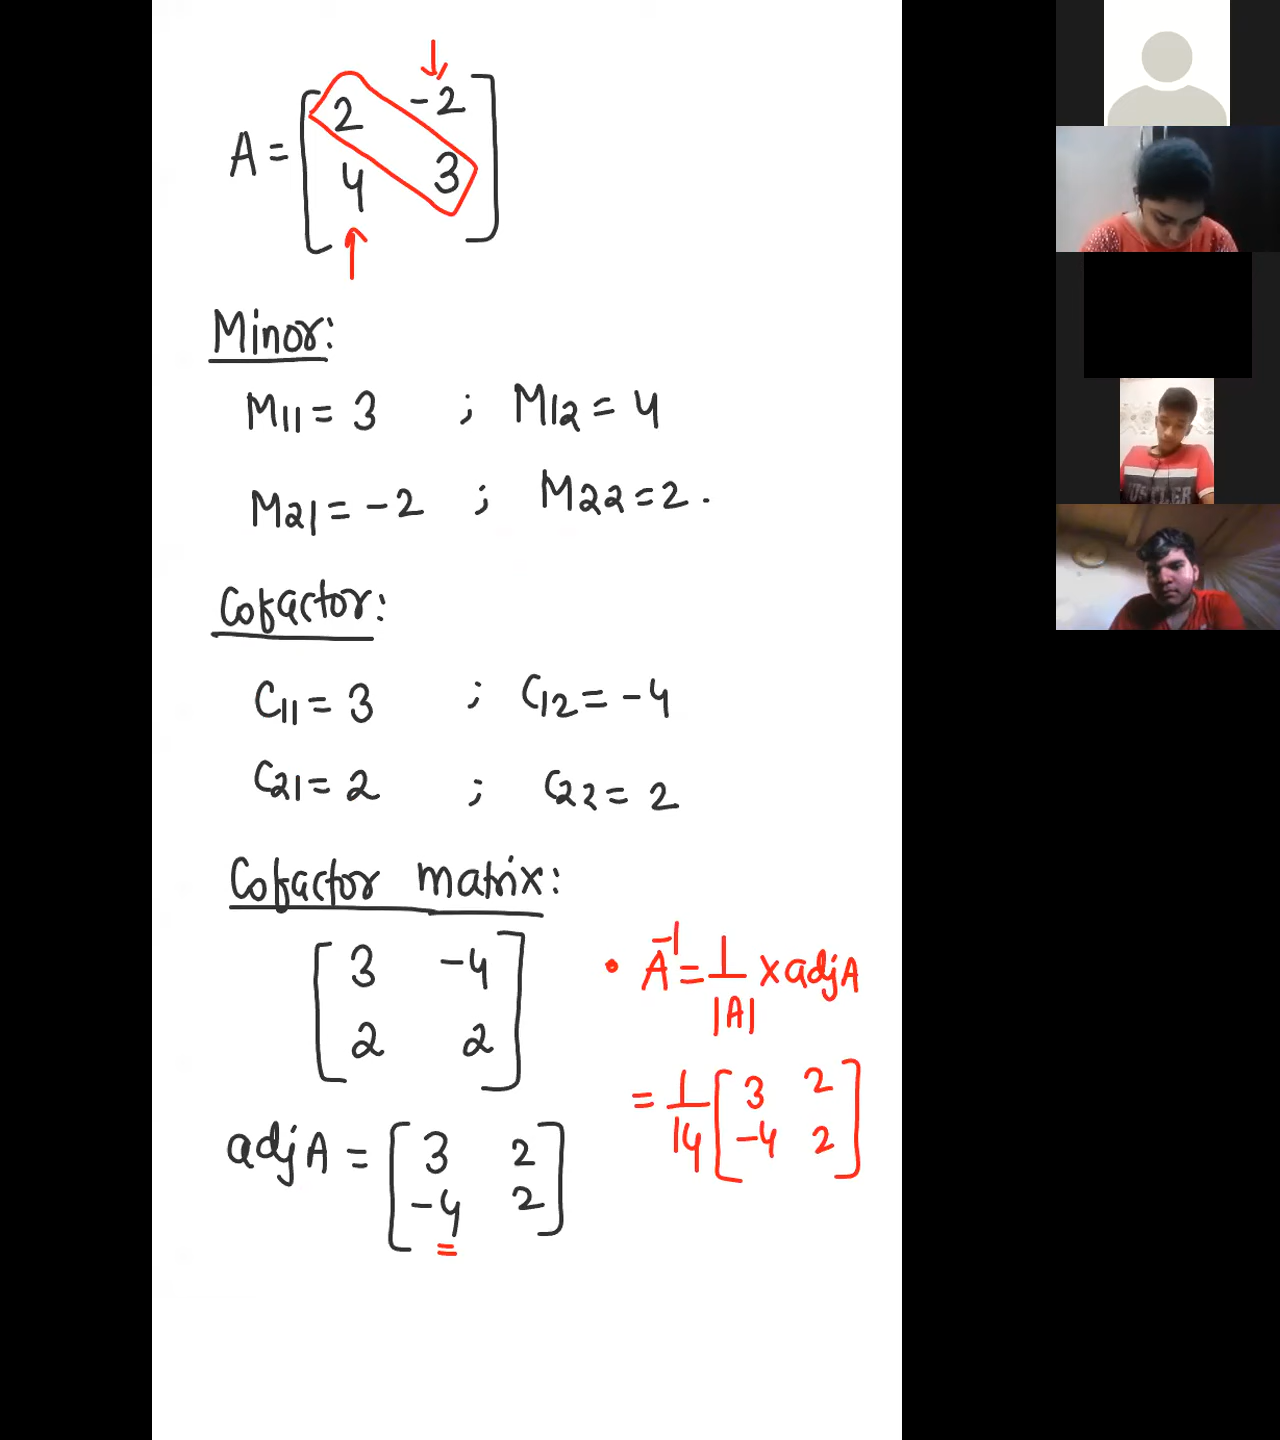 A = [ 2 -2
4 3 ]
Minor:
M11 = 3 ; M12 = 4
M21 = -2 ; M22 = 2.
Cofactor:
C11 = 3 ; C12 = -4
C21 = 2 ; C22 = 2
Cofactor matrix:
[ 3 -4
2 2 ]
adjA = [ 3 2
-4 2 ]
• A⁻¹ = 1/|A| × adjA
= 1/14 [ 3 2
-4 2 ]